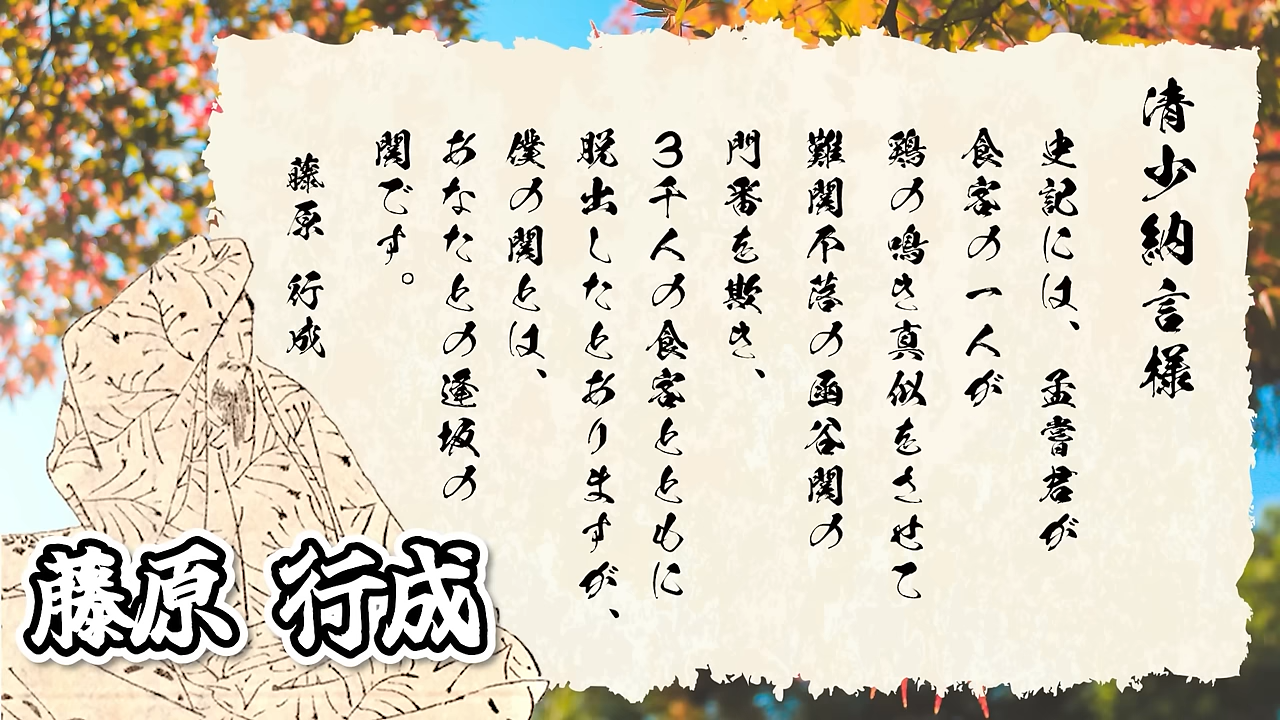 清少納言様
史記には、孟嘗君が
食客の一人が
鶏の鳴き真似をさせて
難関不落の函谷関の
門番を欺き、
3千人の食客とともに
脱出したとありますが、
僕の関とは、
あなたとの逢坂の
関です。
藤原 行成
藤原 行成